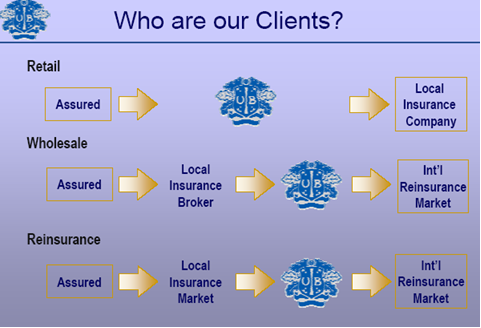 Who are our Clients?
Retail
Assured
Local
Insurance
Company
Wholesale
Assured
Local
Insurance
Broker
Int'l
Reinsurance
Market
Reinsurance
Assured
Local
Insurance
Market
Int'l
Reinsurance
Market